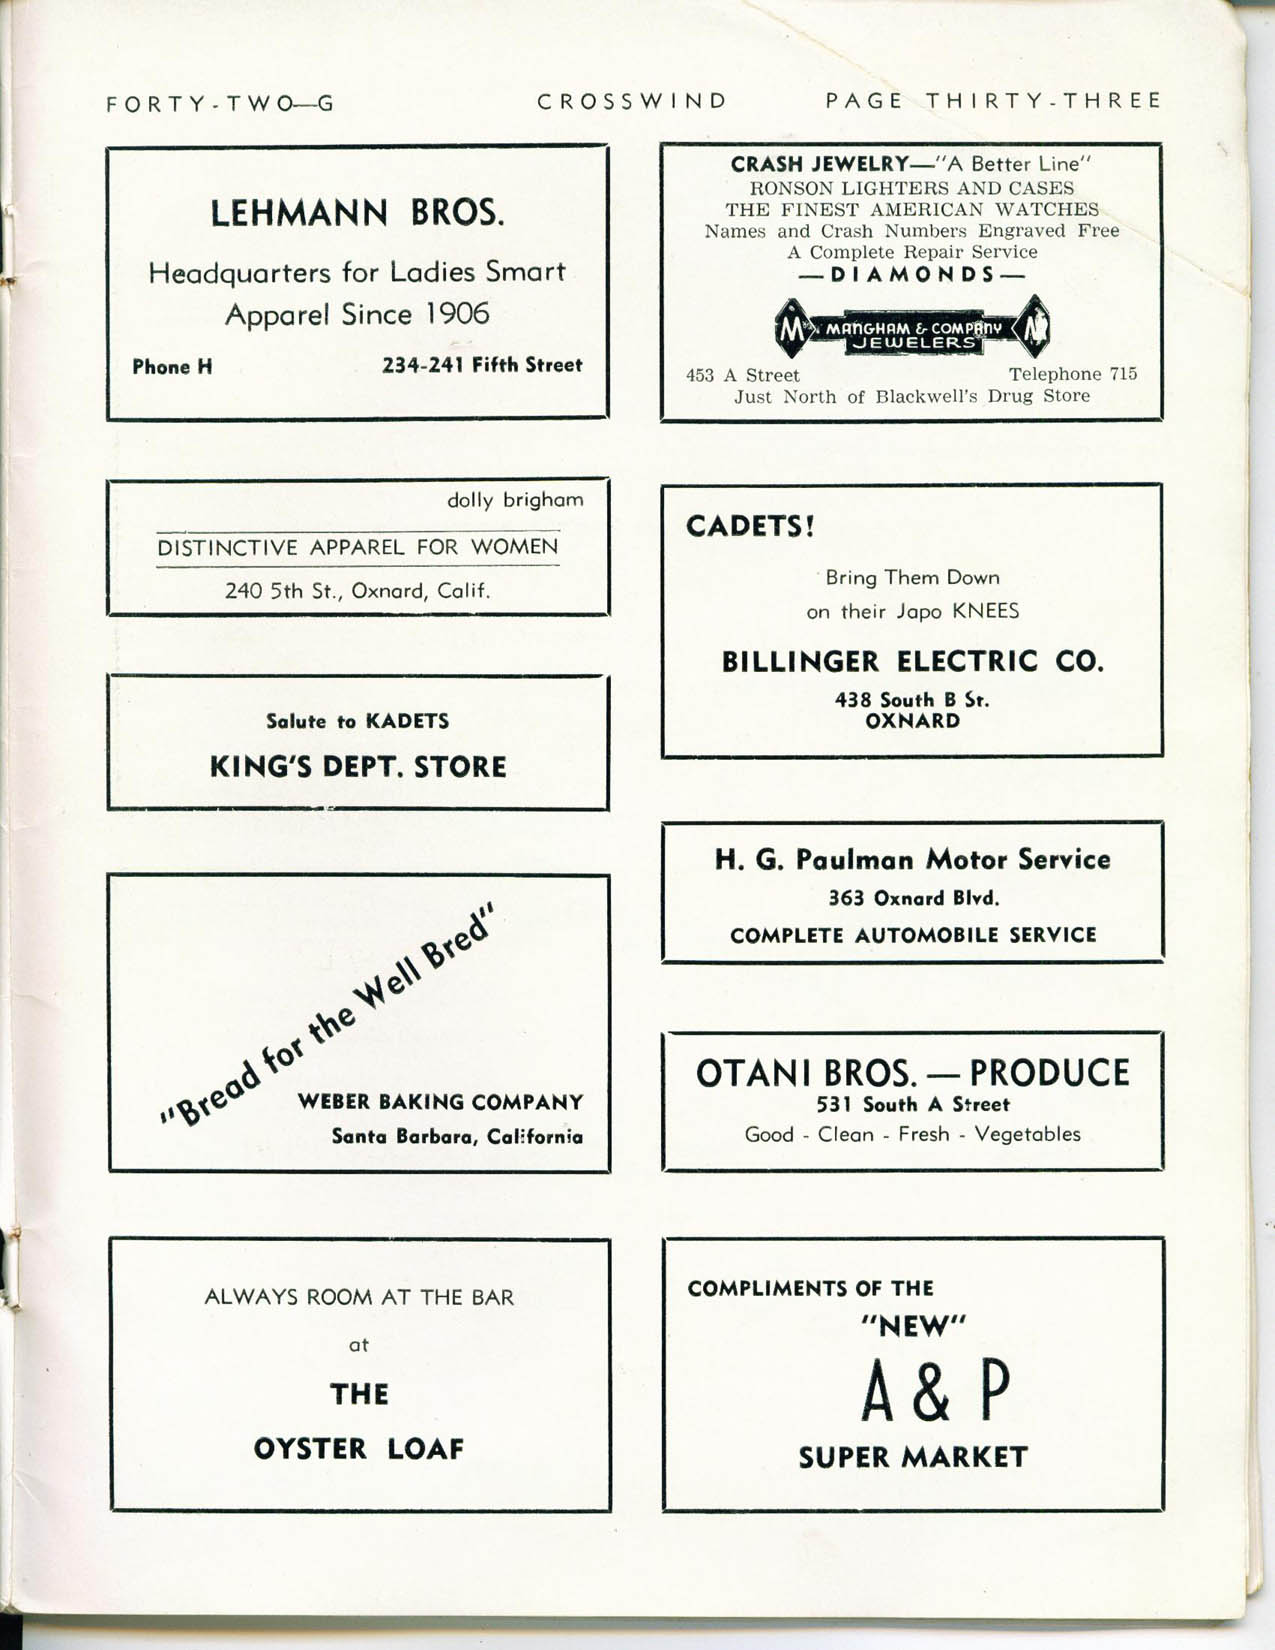 FORTY-TWO—G CROSSWIND PAGE THIRTY-THREE
LEHMANN BROS.
Headquarters for Ladies Smart
Apparel Since 1906
Phone H 234-241 Fifth Street
dolly brigham
DISTINCTIVE APPAREL FOR WOMEN
240 5th St., Oxnard, Calif.
Salute to KADETS
KING'S DEPT. STORE
"Bread for the Well Bred"
WEBER BAKING COMPANY
Santa Barbara, California
ALWAYS ROOM AT THE BAR
at
THE
OYSTER LOAF
CRASH JEWELRY—"A Better Line"
RONSON LIGHTERS AND CASES
THE FINEST AMERICAN WATCHES
Names and Crash Numbers Engraved Free
A Complete Repair Service
—DIAMONDS—
M MANGHAM & COMPANY
JEWELERS
453 A Street Telephone 715
Just North of Blackwell's Drug Store
CADETS!
Bring Them Down
on their Japo KNEES
BILLINGER ELECTRIC CO.
438 South B St.
OXNARD
H. G. Paulman Motor Service
363 Oxnard Blvd.
COMPLETE AUTOMOBILE SERVICE
OTANI BROS. — PRODUCE
531 South A Street
Good - Clean - Fresh - Vegetables
COMPLIMENTS OF THE
"NEW"
A & P
SUPER MARKET